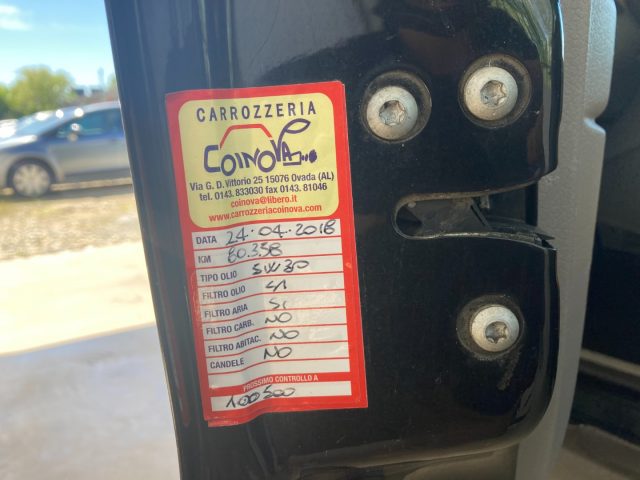 CARROZZERIA
COINOVA
Via G. D. Vittorio 25 15076 Ovada (AL)
tel. 0143.833030 fax 0143. 81046
coinova@libero.it
www.carrozzeriacoinova.com
DATA 24.04.2018
KM 80.358
TIPO OLIO 5W30
FILTRO OLIO SI
FILTRO ARIA SI
FILTRO CARB. NO
FILTRO ABITAC. NO
CANDELE NO
PROSSIMO CONTROLLO A
100500